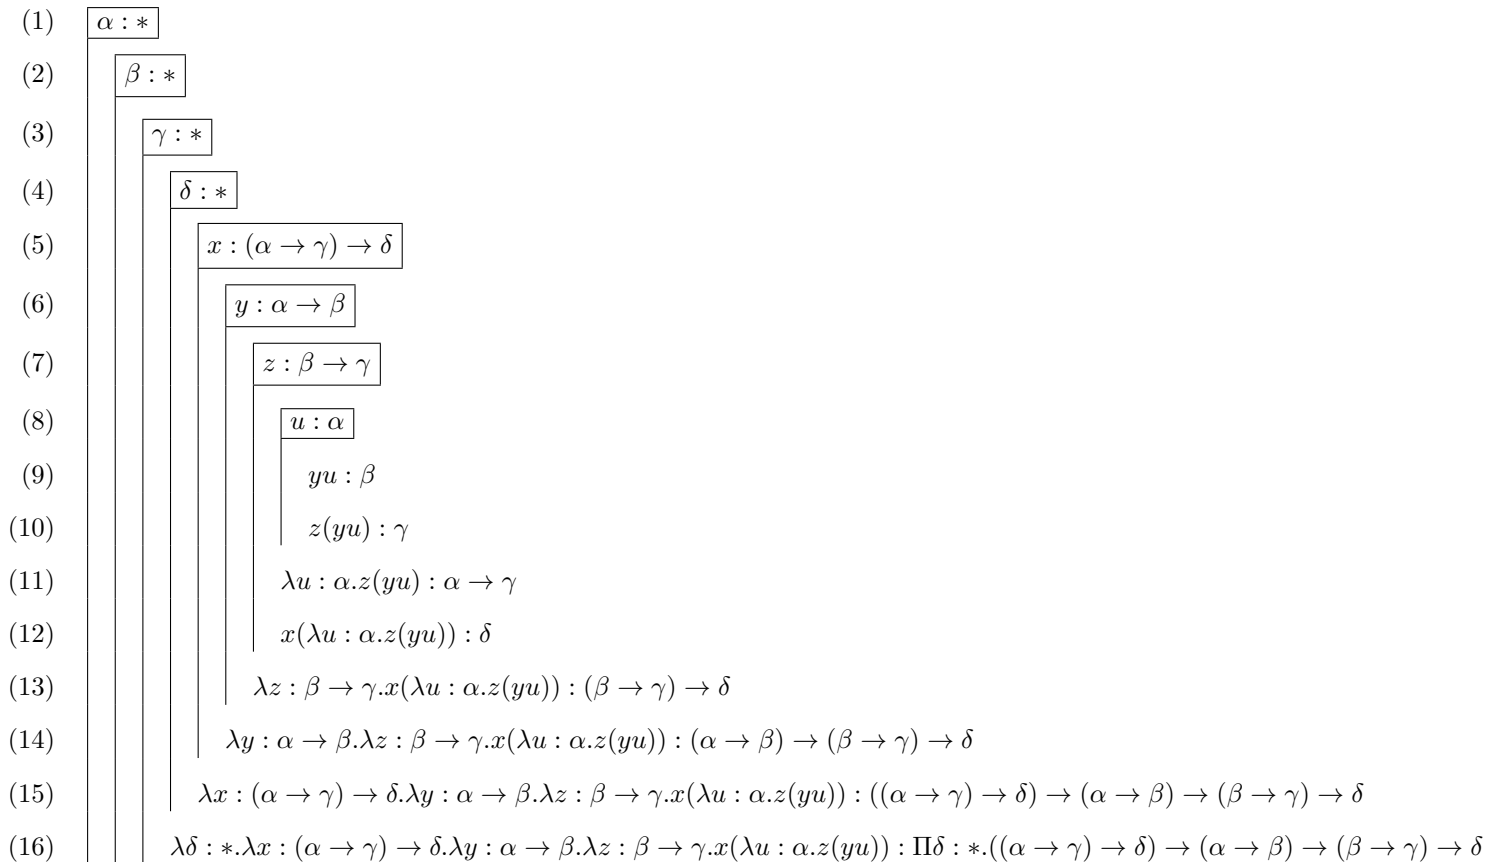 (1) α : ∗
(2) β : ∗
(3) γ : ∗
(4) δ : ∗
(5) x : (α → γ) → δ
(6) y : α → β
(7) z : β → γ
(8) u : α
(9) yu : β
(10) z(yu) : γ
(11) λu : α.z(yu) : α → γ
(12) x(λu : α.z(yu)) : δ
(13) λz : β → γ.x(λu : α.z(yu)) : (β → γ) → δ
(14) λy : α → β.λz : β → γ.x(λu : α.z(yu)) : (α → β) → (β → γ) → δ
(15) λx : (α → γ) → δ.λy : α → β.λz : β → γ.x(λu : α.z(yu)) : ((α → γ) → δ) → (α → β) → (β → γ) → δ
(16) λδ : ∗.λx : (α → γ) → δ.λy : α → β.λz : β → γ.x(λu : α.z(yu)) : Πδ : ∗.((α → γ) → δ) → (α → β) → (β → γ) → δ